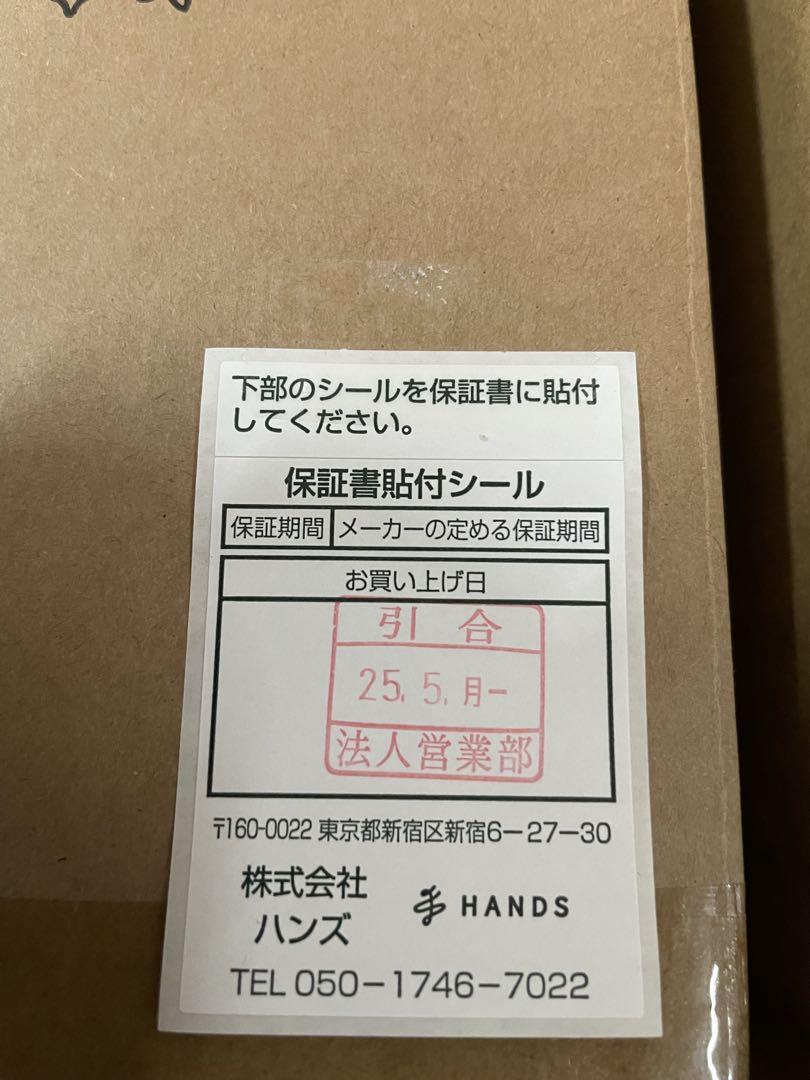 下部のシールを保証書に貼付
してください。
保証書貼付シール
保証期間 メーカーの定める保証期間
お買い上げ日
引合
25. 5. 月-
法人営業部
〒160-0022 東京都新宿区新宿6-27-30
株式会社
ハンズ
HANDS
TEL 050-1746-7022